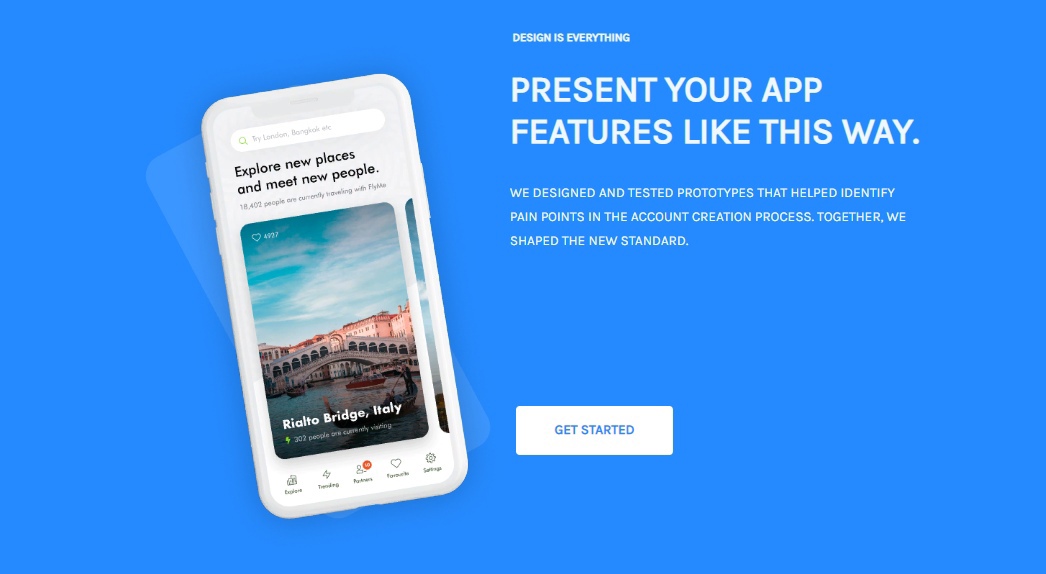 DESIGN IS EVERYTHING
PRESENT YOUR APP
FEATURES LIKE THIS WAY.
WE DESIGNED AND TESTED PROTOTYPES THAT HELPED IDENTIFY
PAIN POINTS IN THE ACCOUNT CREATION PROCESS. TOGETHER, WE
SHAPED THE NEW STANDARD.
GET STARTED
Try London, Bangkok etc
Explore new places
and meet new people.
18,402 people are currently traveling with FlyMe
4927
Rialto Bridge, Italy
302 people are currently visiting
Explore
Trending
Partners
Favourite
Settings